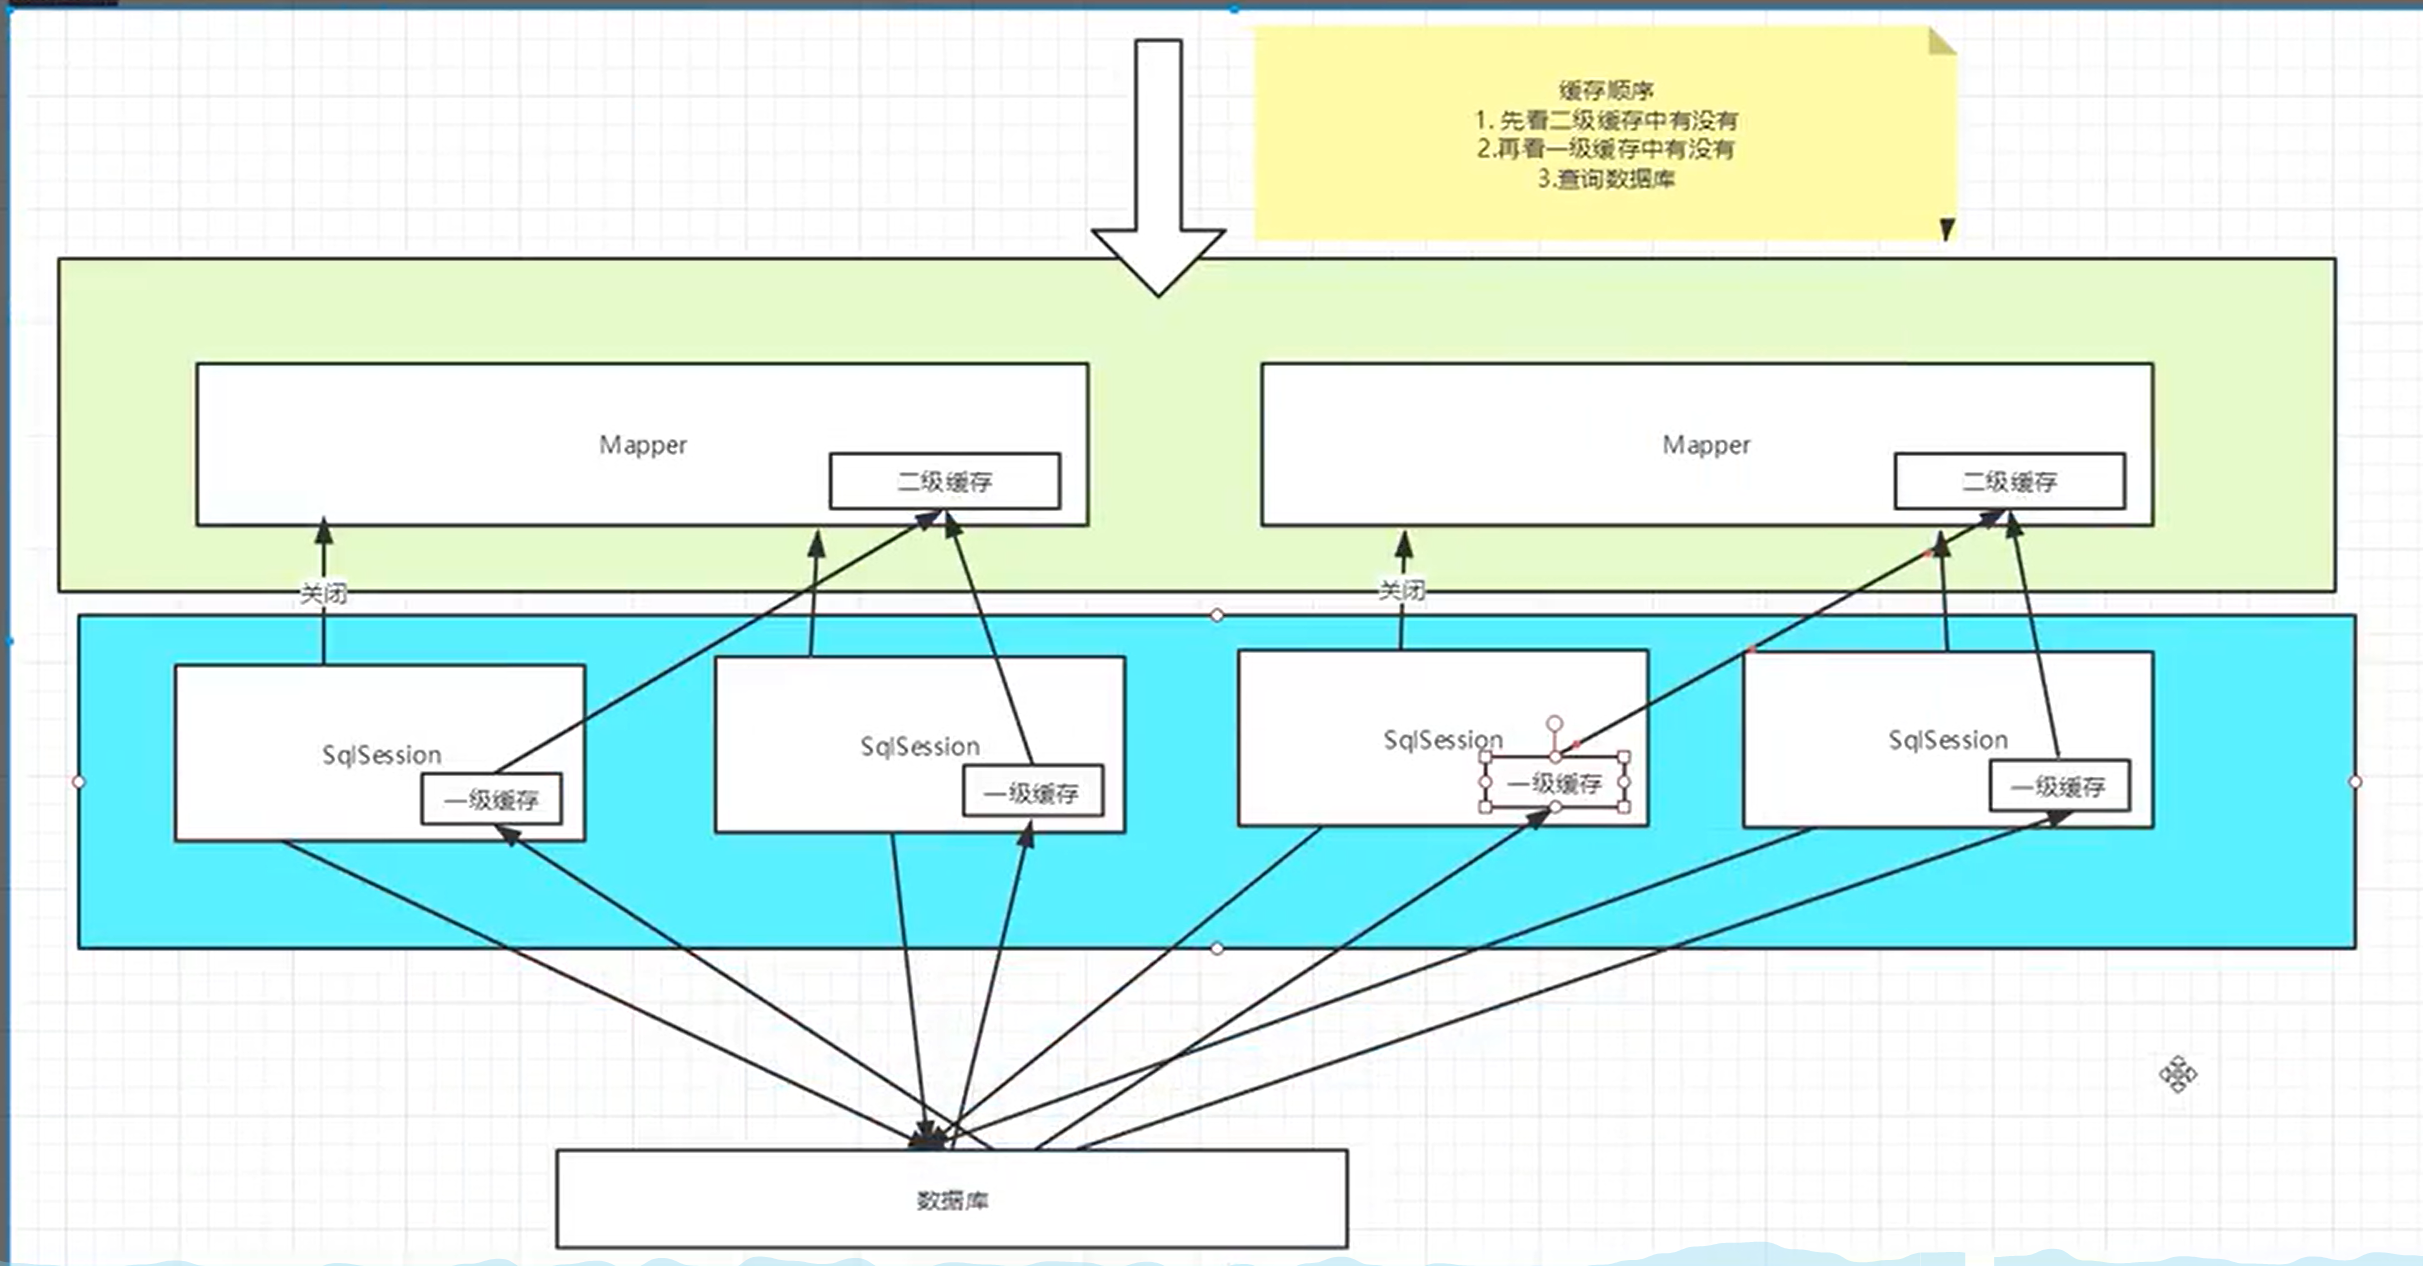 缓存顺序
1. 先看二级缓存中有没有
2.再看一级缓存中有没有
3.查询数据库
Mapper
二级缓存
Mapper
二级缓存
关闭
关闭
SqlSession
一级缓存
SqlSession
一级缓存
SqlSession
一级缓存
SqlSession
一级缓存
数据库